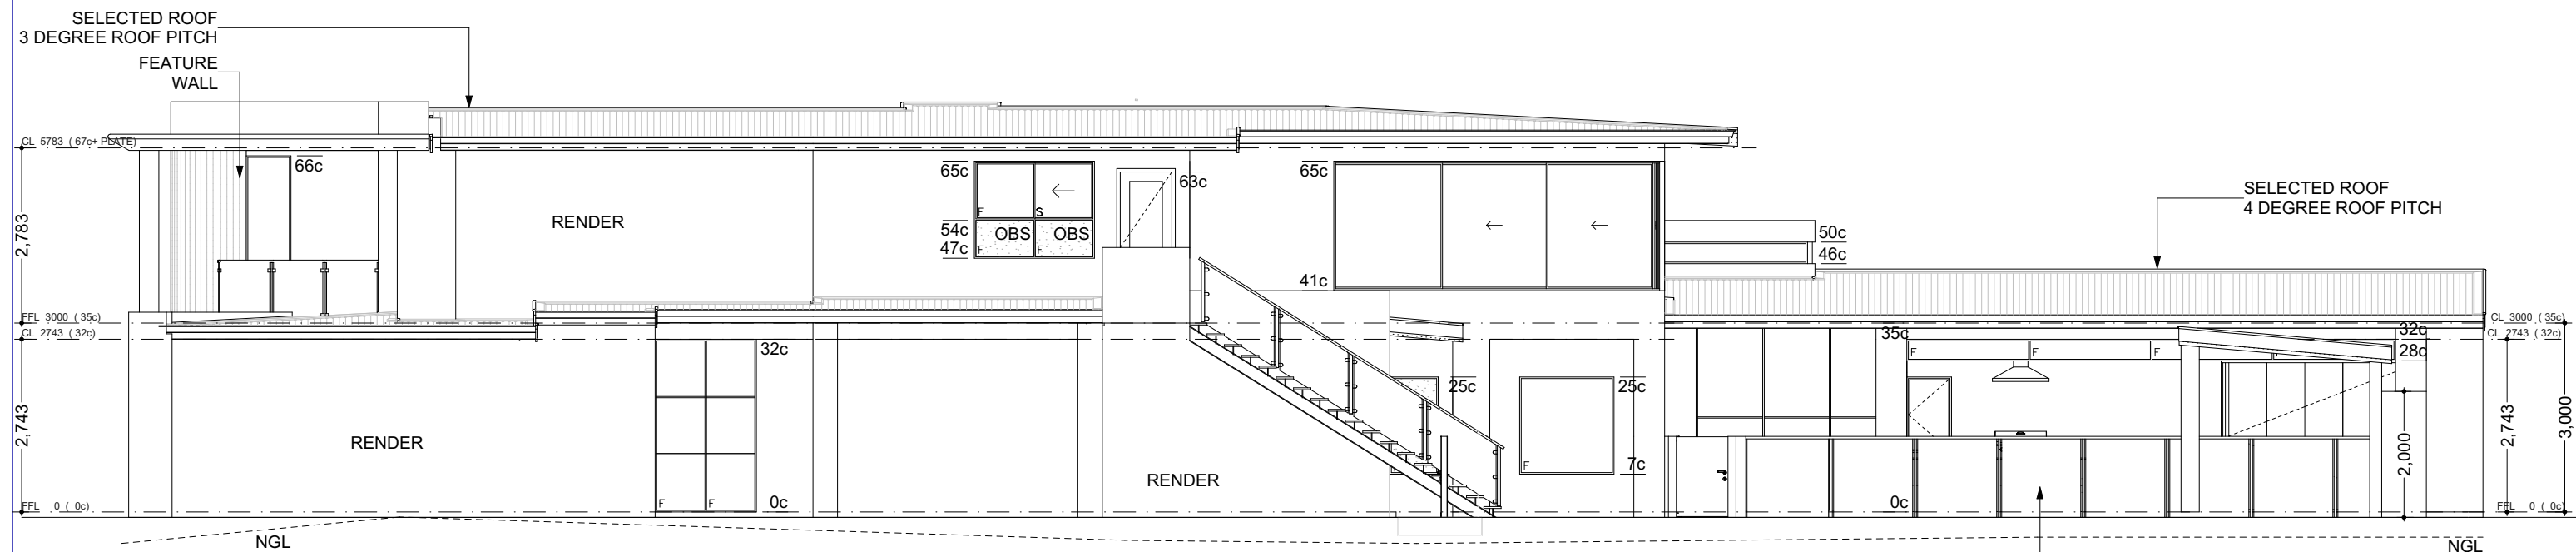 SELECTED ROOF
3 DEGREE ROOF PITCH
FEATURE
WALL
CL 5783 ( 67c+ PLATE)
66c
65c
63c
65c
RENDER
54c
OBS
OBS
47c
F
S
F
F
41c
2,783
SELECTED ROOF
4 DEGREE ROOF PITCH
50c
46c
FFL 3000 ( 35c)
CL 2743 ( 32c)
CL 3000 ( 35c)
CL 2743 ( 32c)
32c
35c
32c
28c
F
F
F
25c
25c
2,743
RENDER
RENDER
7c
F
2,000
2,743
3,000
F
F
0c
0c
FFL 0 ( 0c)
FFL 0 ( 0c)
NGL
NGL